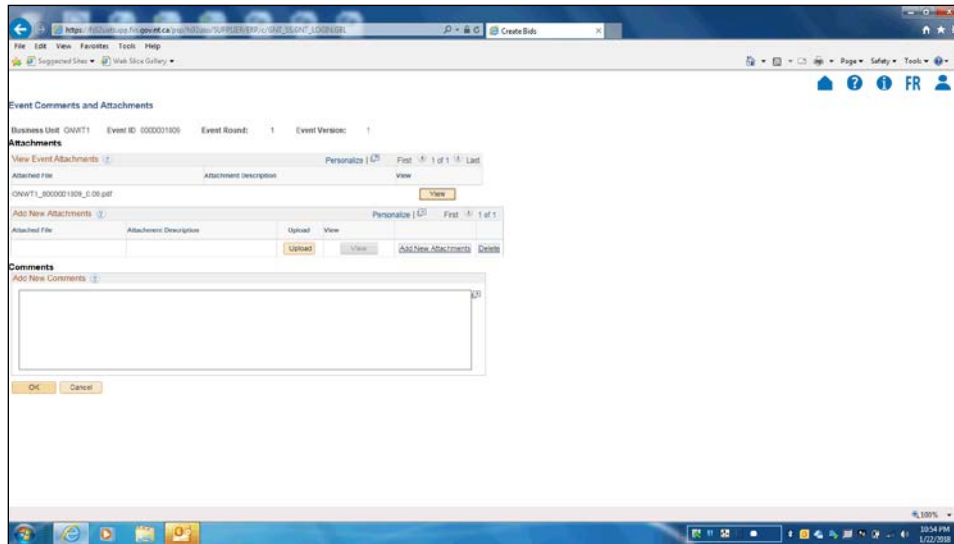 Create Bids
File Edit View Favorites Tools Help
Suggested Sites Web Slice Gallery
Page Safety Tools
FR
Event Comments and Attachments
Business Unit GNWT1 Event ID 0000001809 Event Round: 1 Event Version: 1
Attachments
View Event Attachments Personalize | First 1 of 1 Last
Attached File Attachment Description View
View
Add New Attachments Personalize | First 1 of 1
Attached File Attachment Description Upload View
Upload View Add New Attachments Delete
Comments
Add New Comments
OK Cancel
100%
10:54 PM
1/22/2018